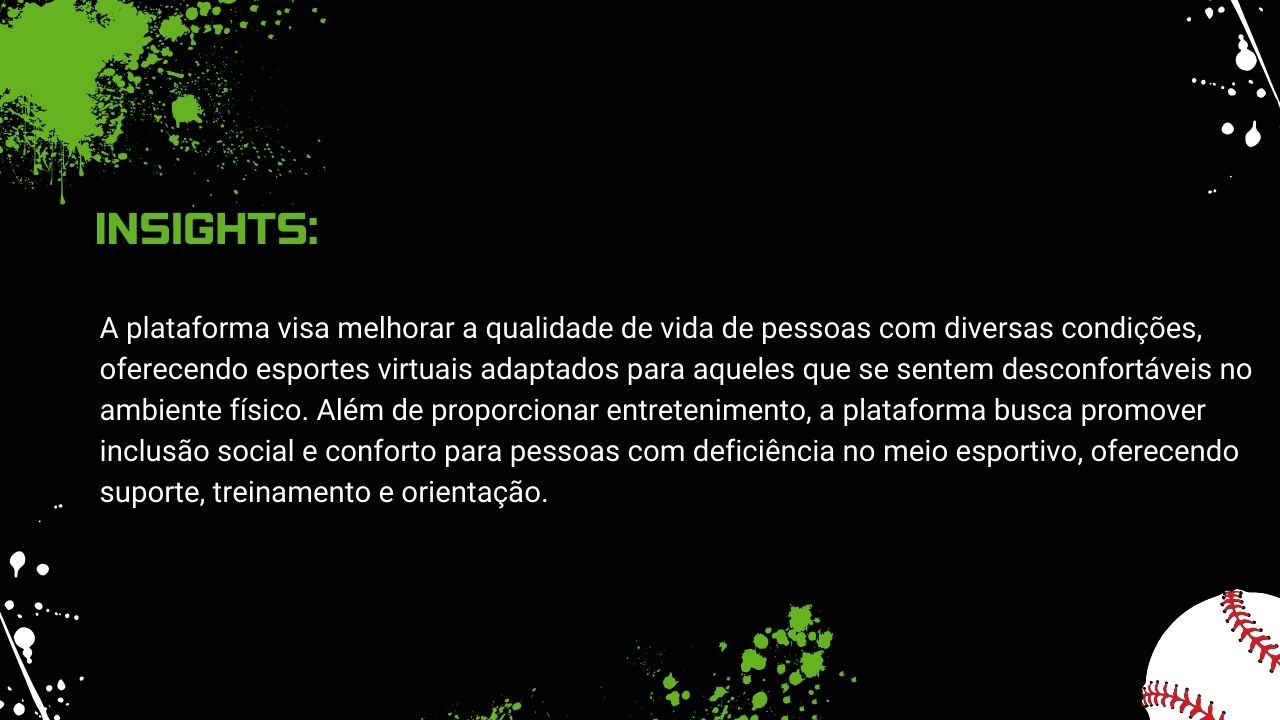 INSIGHTS:
A plataforma visa melhorar a qualidade de vida de pessoas com diversas condições,
oferecendo esportes virtuais adaptados para aqueles que se sentem desconfortáveis no
ambiente físico. Além de proporcionar entretenimento, a plataforma busca promover
inclusão social e conforto para pessoas com deficiência no meio esportivo, oferecendo
suporte, treinamento e orientação.